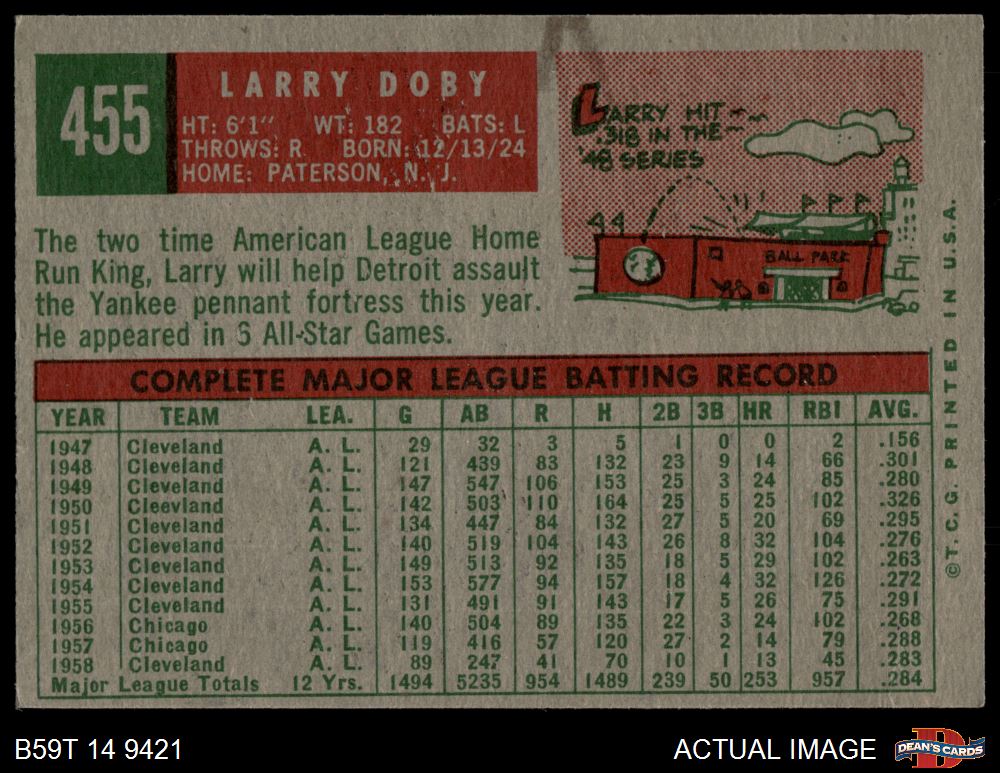 455
LARRY DOBY
HT: 6'1" WT: 182 BATS: L
THROWS: R BORN: 12/13/24
HOME: PATERSON, N. J.
LARRY HIT
.318 IN THE
'48 SERIES
BALL PARK
The two time American League Home
Run King, Larry will help Detroit assault
the Yankee pennant fortress this year.
He appeared in 5 All-Star Games.
COMPLETE MAJOR LEAGUE BATTING RECORD
YEAR TEAM LEA. G AB R H 2B 3B HR RBI AVG.
1947 Cleveland A. L. 29 32 3 5 1 0 0 2 .156
1948 Cleveland A. L. 121 439 83 132 23 9 14 66 .301
1949 Cleveland A. L. 147 547 106 153 25 3 24 85 .280
1950 Cleevland A. L. 142 503 110 164 25 5 25 102 .326
1951 Cleveland A. L. 134 447 84 132 27 5 20 69 .295
1952 Cleveland A. L. 140 519 104 143 26 8 32 104 .276
1953 Cleveland A. L. 149 513 92 135 18 5 29 102 .263
1954 Cleveland A. L. 153 577 94 157 18 4 32 126 .272
1955 Cleveland A. L. 131 491 91 143 17 5 26 75 .291
1956 Chicago A. L. 140 504 89 135 22 3 24 102 .268
1957 Chicago A. L. 119 416 57 120 27 2 14 79 .288
1958 Cleveland A. L. 89 247 41 70 10 1 13 45 .283
Major League Totals 12 Yrs. 1494 5235 954 1489 239 50 253 957 .284
© T. C. G. PRINTED IN U.S.A.
B59T 14 9421
ACTUAL IMAGE
DEAN'S CARDS